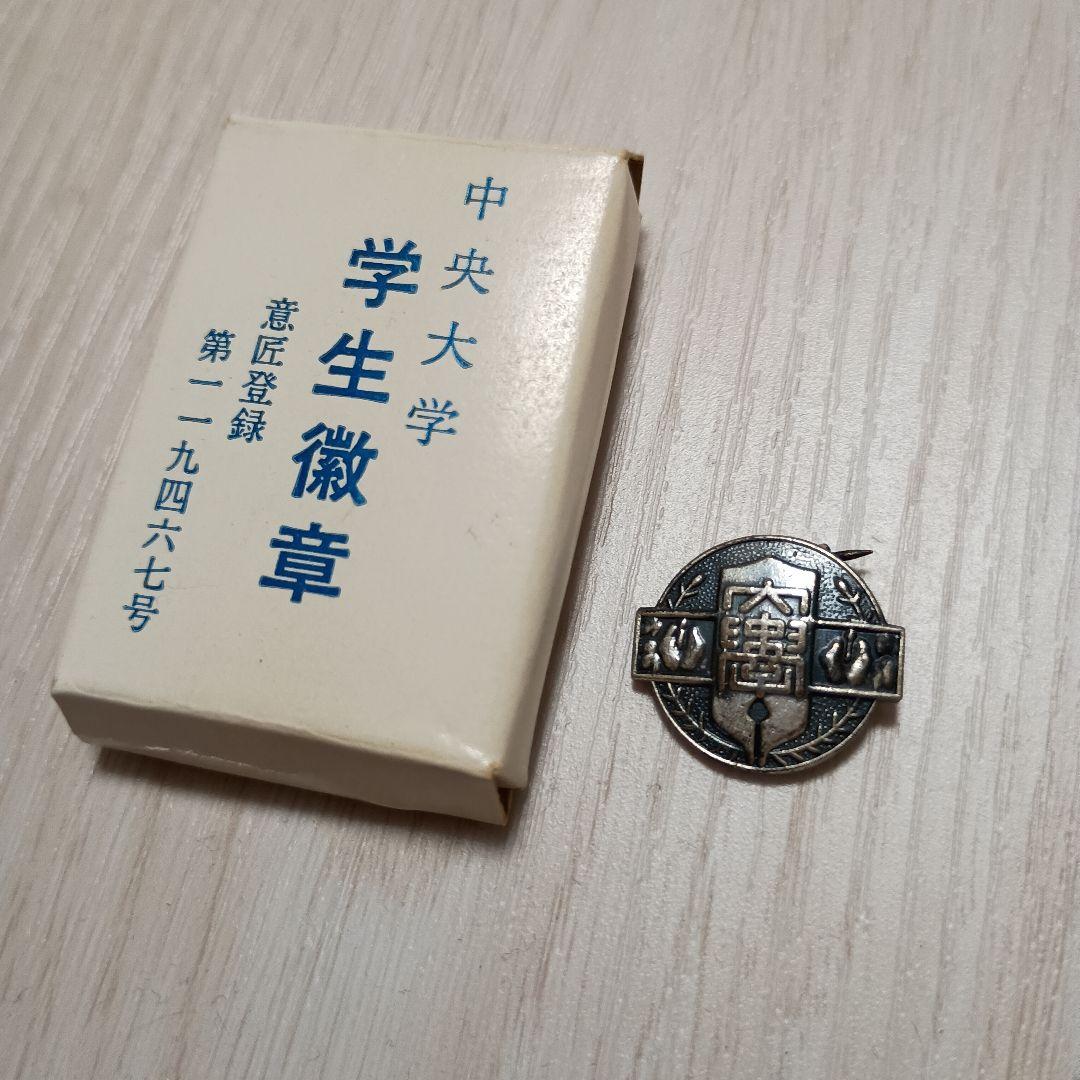 中央大学
学生徽章
意匠登録
第一一九四六七号
大學